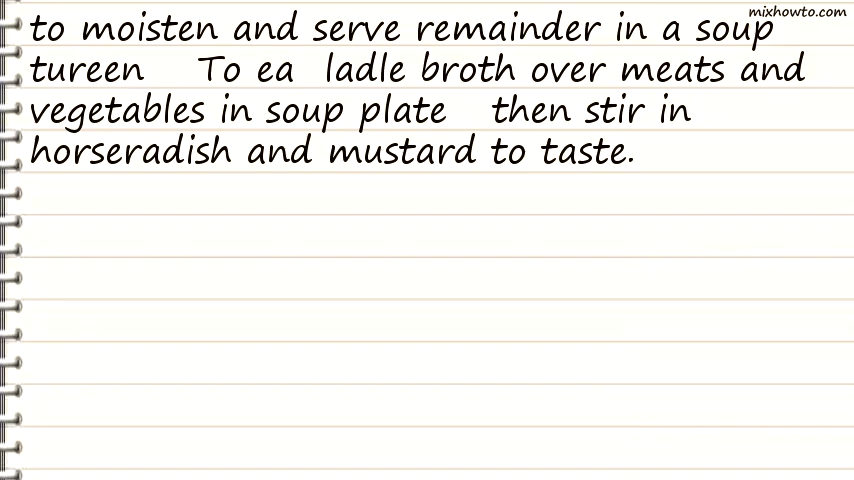 mixhowto.com
to moisten and serve remainder in a soup
tureen To ea ladle broth over meats and
vegetables in soup plate then stir in
horseradish and mustard to taste.